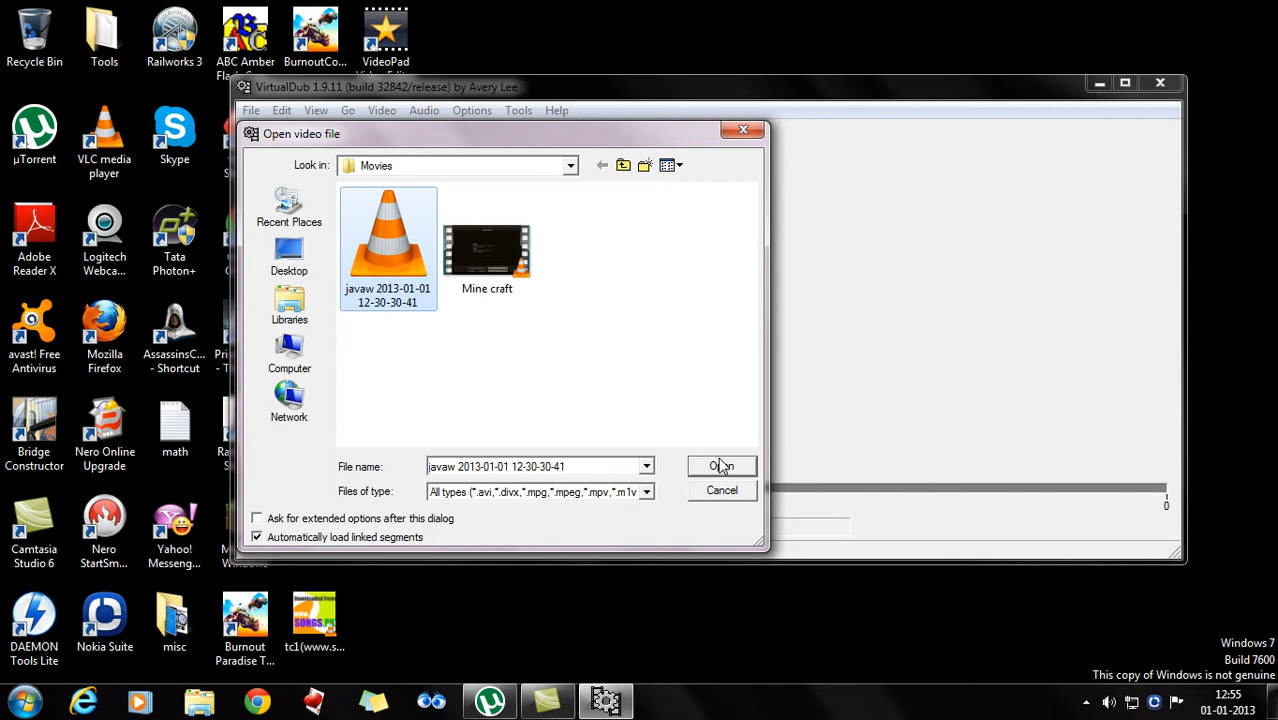 Recycle Bin
Tools
Railworks 3
ABC Amber
BurnoutCo...
VideoPad
µTorrent
VLC media
player
Skype
Adobe
Reader X
Logitech
Webca...
Tata
Photon+
avast! Free
Antivirus
Mozilla
Firefox
AssassinsC...
- Shortcut
Bridge
Constructor
Nero Online
Upgrade
math
Camtasia
Studio 6
Nero
StartSm...
Yahoo!
Messeng...
DAEMON
Tools Lite
Nokia Suite
misc
Burnout
Paradise T...
tc1(www.s...
VirtualDub 1.9.11 (build 32842/release) by Avery Lee
File Edit View Go Video Audio Options Tools Help
Open video file
Look in: Movies
Recent Places
Desktop
Libraries
Computer
Network
javaw 2013-01-01
12-30-30-41
Mine craft
File name: javaw 2013-01-01 12-30-30-41 Open
Files of type: All types (*.avi,*.divx,*.mpg,*.mpeg,*.mpv,*.m1v Cancel
Ask for extended options after this dialog
Automatically load linked segments
0
Windows 7
Build 7600
This copy of Windows is not genuine
12:55
01-01-2013